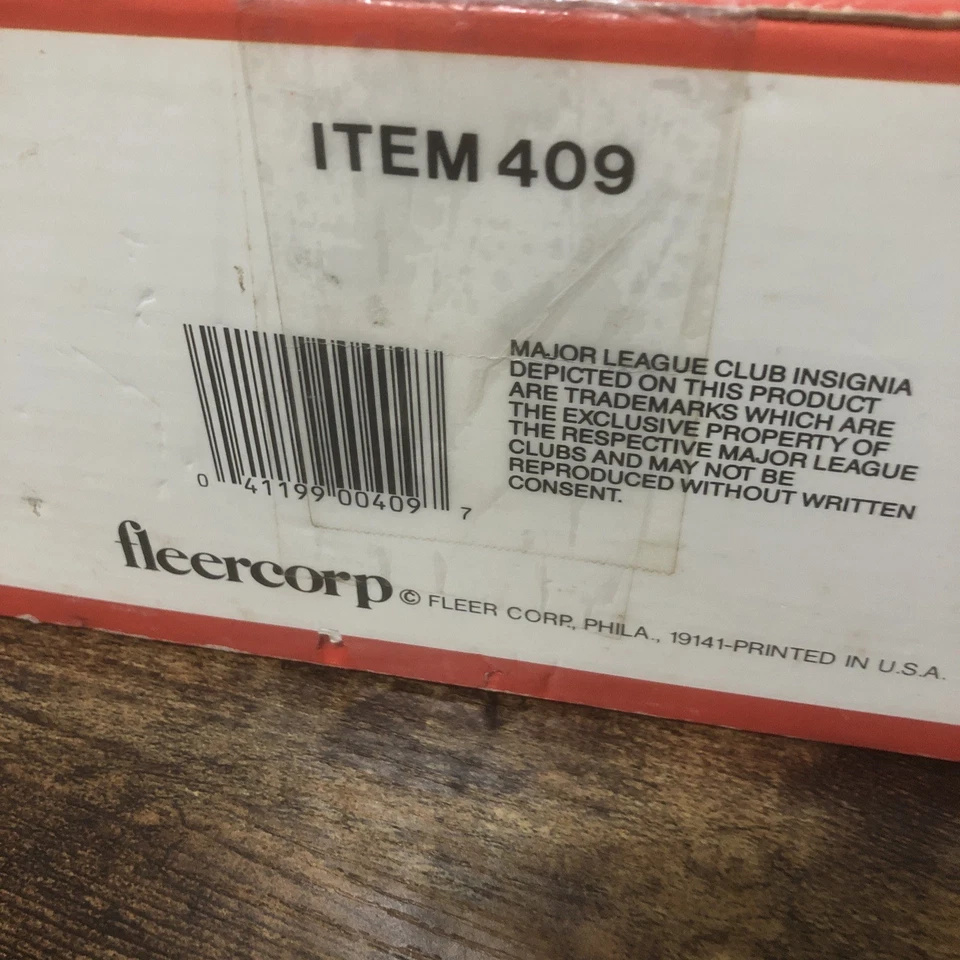 ITEM 409
MAJOR LEAGUE CLUB INSIGNIA
DEPICTED ON THIS PRODUCT
ARE TRADEMARKS WHICH ARE
THE EXCLUSIVE PROPERTY OF
THE RESPECTIVE MAJOR LEAGUE
CLUBS AND MAY NOT BE
REPRODUCED WITHOUT WRITTEN
CONSENT.
0 41199 00409 7
fleercorp © FLEER CORP., PHILA., 19141-PRINTED IN U.S.A.